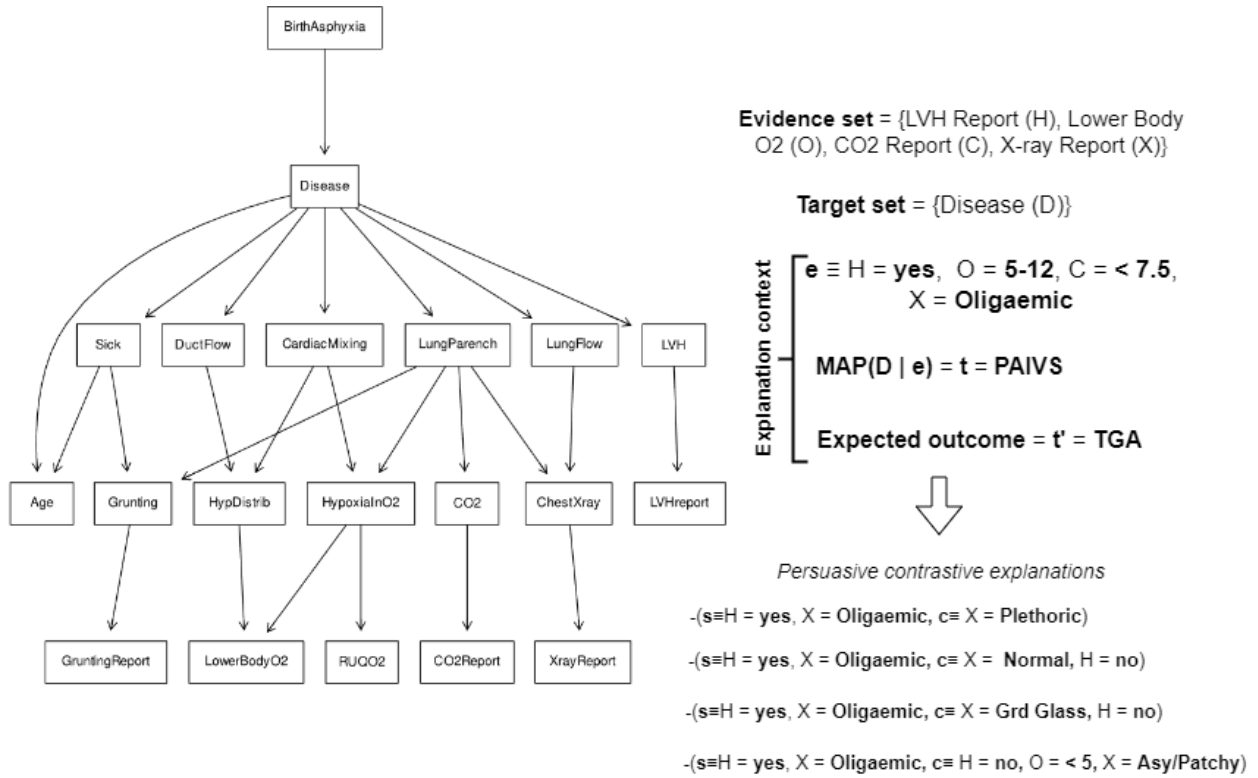 BirthAsphyxia
Disease
Sick
DuctFlow
CardiacMixing
LungParench
LungFlow
LVH
Age
Grunting
HypDistrib
HypoxiaInO2
CO2
ChestXray
LVHreport
GruntingReport
LowerBodyO2
RUQO2
CO2Report
XrayReport
Evidence set = {LVH Report (H), Lower Body
O2 (O), CO2 Report (C), X-ray Report (X)}
Target set = {Disease (D)}
Explanation context
e ≡ H = yes, O = 5-12, C = < 7.5,
X = Oligaemic
MAP(D | e) = t = PAIVS
Expected outcome = t' = TGA
Persuasive contrastive explanations
-(s≡H = yes, X = Oligaemic, c≡ X = Plethoric)
-(s≡H = yes, X = Oligaemic, c≡ X = Normal, H = no)
-(s≡H = yes, X = Oligaemic, c≡ X = Grd Glass, H = no)
-(s≡H = yes, X = Oligaemic, c≡ H = no, O = < 5, X = Asy/Patchy)